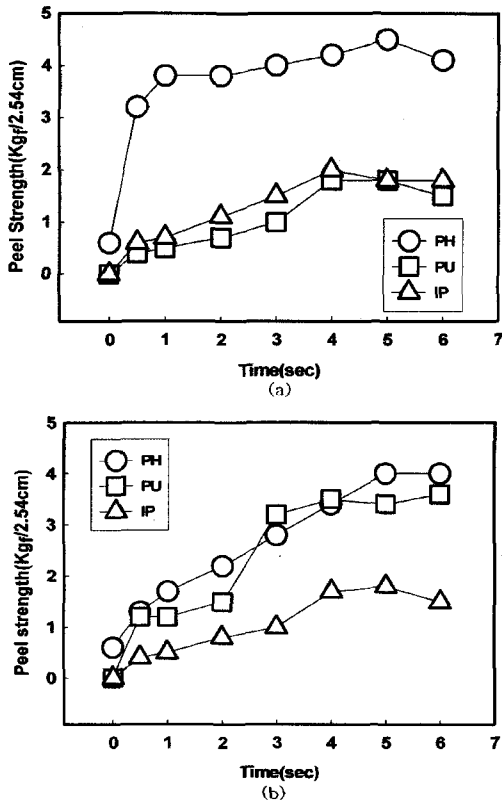 5
4
3
2
1
0
Peel Strength(Kgf/2.54cm)
PH
PU
IP
0 1 2 3 4 5 6 7
Time(sec)
(a)
5
4
3
2
1
0
Peel strength(Kgf/2.54cm)
PH
PU
IP
0 1 2 3 4 5 6 7
Time(sec)
(b)